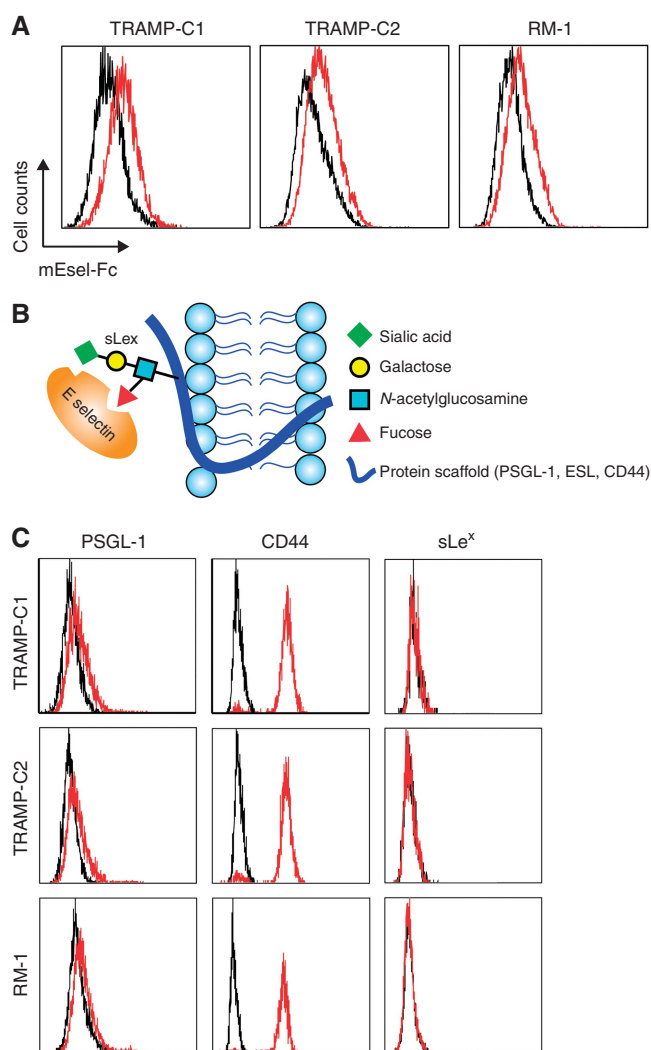 A
TRAMP-C1
TRAMP-C2
RM-1
Cell counts
mEsel-Fc
B
sLex
E selectin
Sialic acid
Galactose
N-acetylglucosamine
Fucose
Protein scaffold (PSGL-1, ESL, CD44)
C
PSGL-1
CD44
sLeˣ
TRAMP-C1
TRAMP-C2
RM-1